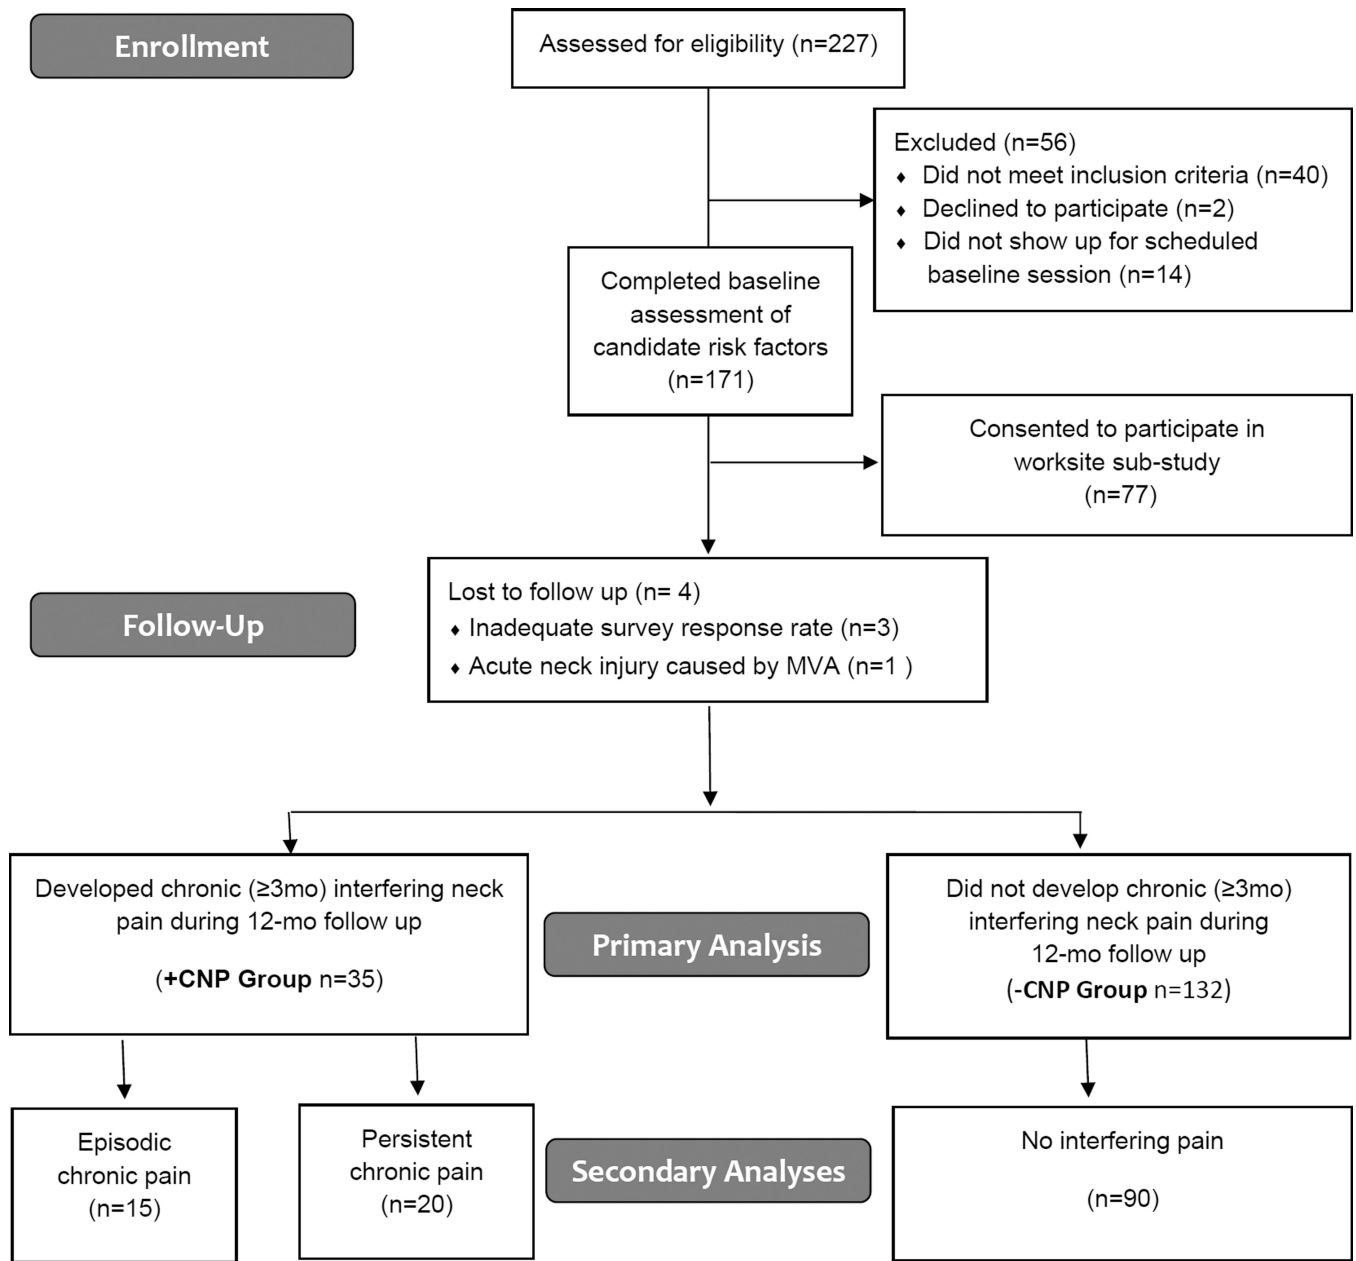 Enrollment
Assessed for eligibility (n=227)
Excluded (n=56)
⬧ Did not meet inclusion criteria (n=40)
⬧ Declined to participate (n=2)
⬧ Did not show up for scheduled
baseline session (n=14)
Completed baseline
assessment of
candidate risk factors
(n=171)
Consented to participate in
worksite sub-study
(n=77)
Follow-Up
Lost to follow up (n= 4)
⬧ Inadequate survey response rate (n=3)
⬧ Acute neck injury caused by MVA (n=1 )
Developed chronic (≥3mo) interfering neck
pain during 12-mo follow up
(+CNP Group n=35)
Primary Analysis
Did not develop chronic (≥3mo)
interfering neck pain during
12-mo follow up
(-CNP Group n=132)
Episodic
chronic pain
(n=15)
Persistent
chronic pain
(n=20)
Secondary Analyses
No interfering pain
(n=90)